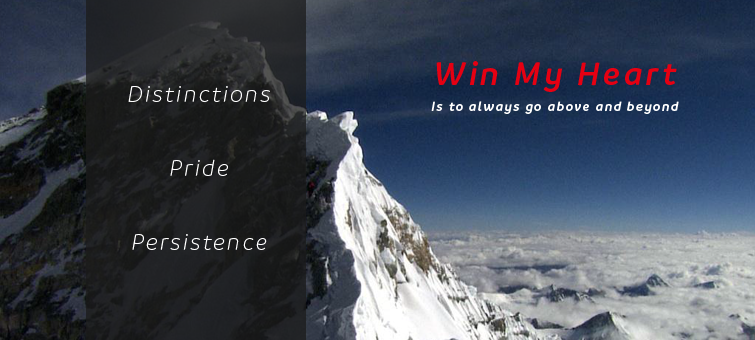 Distinctions
Pride
Persistence
Win My Heart
Is to always go above and beyond